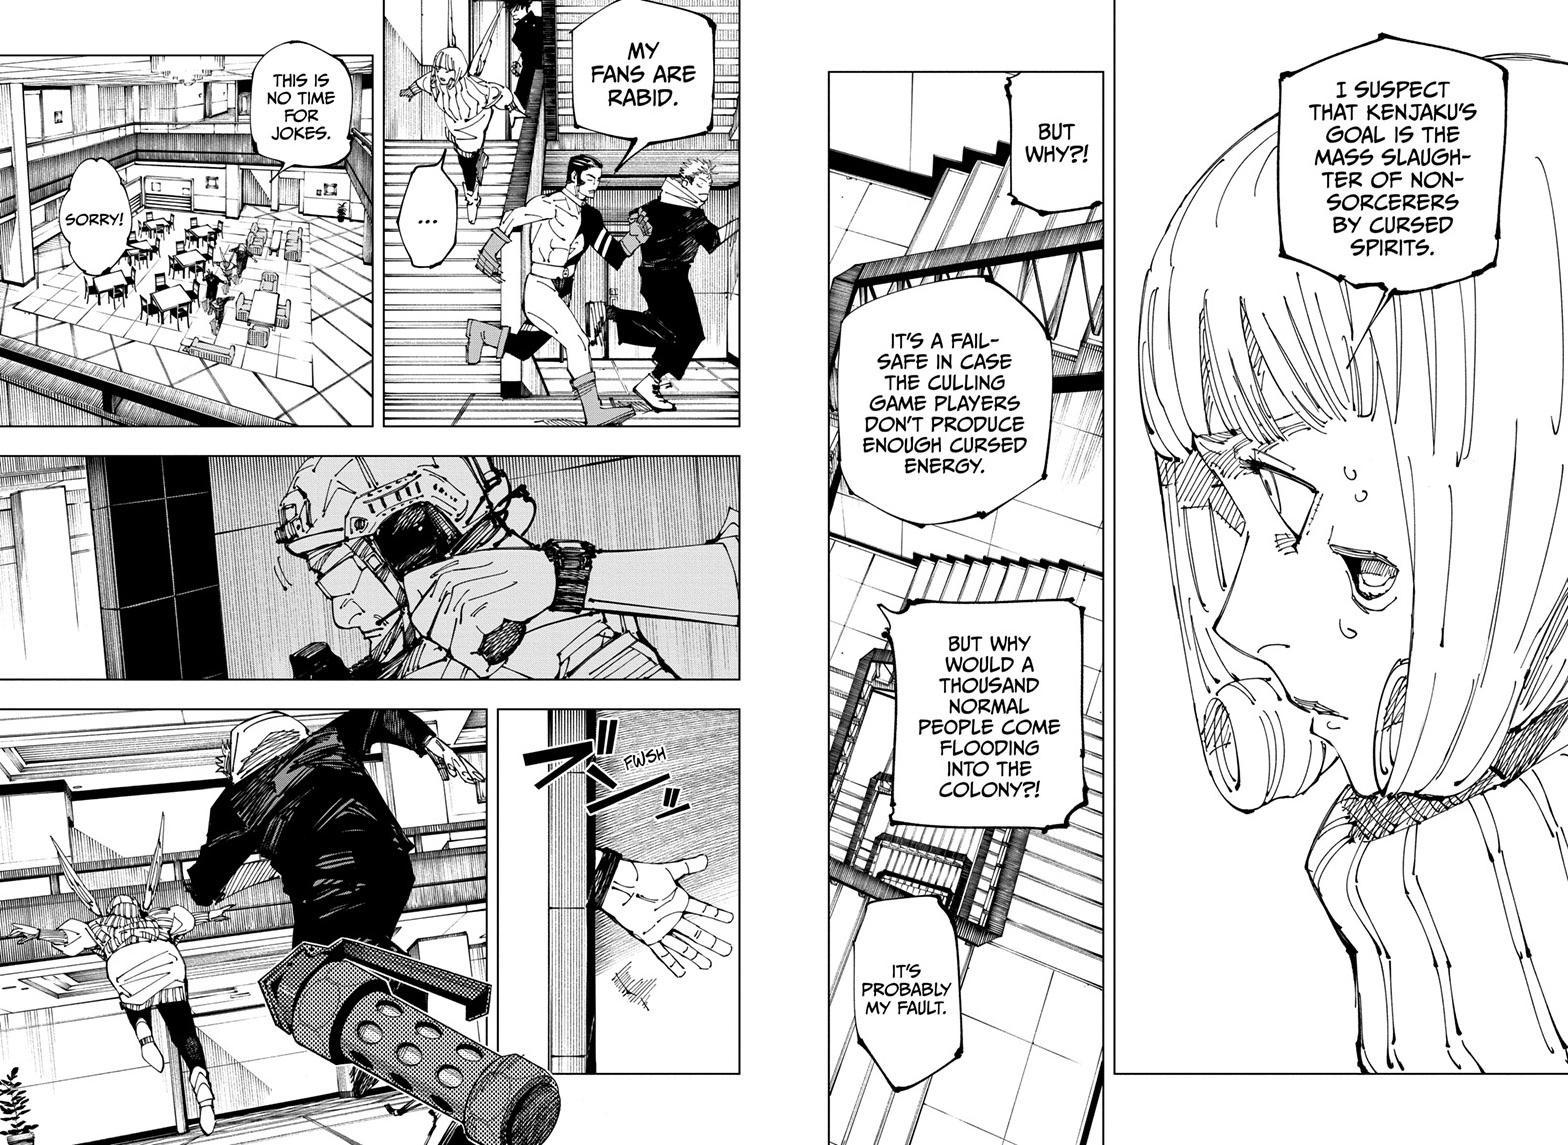 I SUSPECT
THAT KENJAKU'S
GOAL IS THE
MASS SLAUGH-
TER OF NON-
SORCERERS
BY CURSED
SPIRITS.
BUT
WHY?!
IT'S A FAIL-
SAFE IN CASE
THE CULLING
GAME PLAYERS
DON'T PRODUCE
ENOUGH CURSED
ENERGY.
BUT WHY
WOULD A
THOUSAND
NORMAL
PEOPLE COME
FLOODING
INTO THE
COLONY?!
IT'S
PROBABLY
MY FAULT.
MY
FANS ARE
RABID.
...
THIS IS
NO TIME
FOR
JOKES.
SORRY!
ブン
FWSH